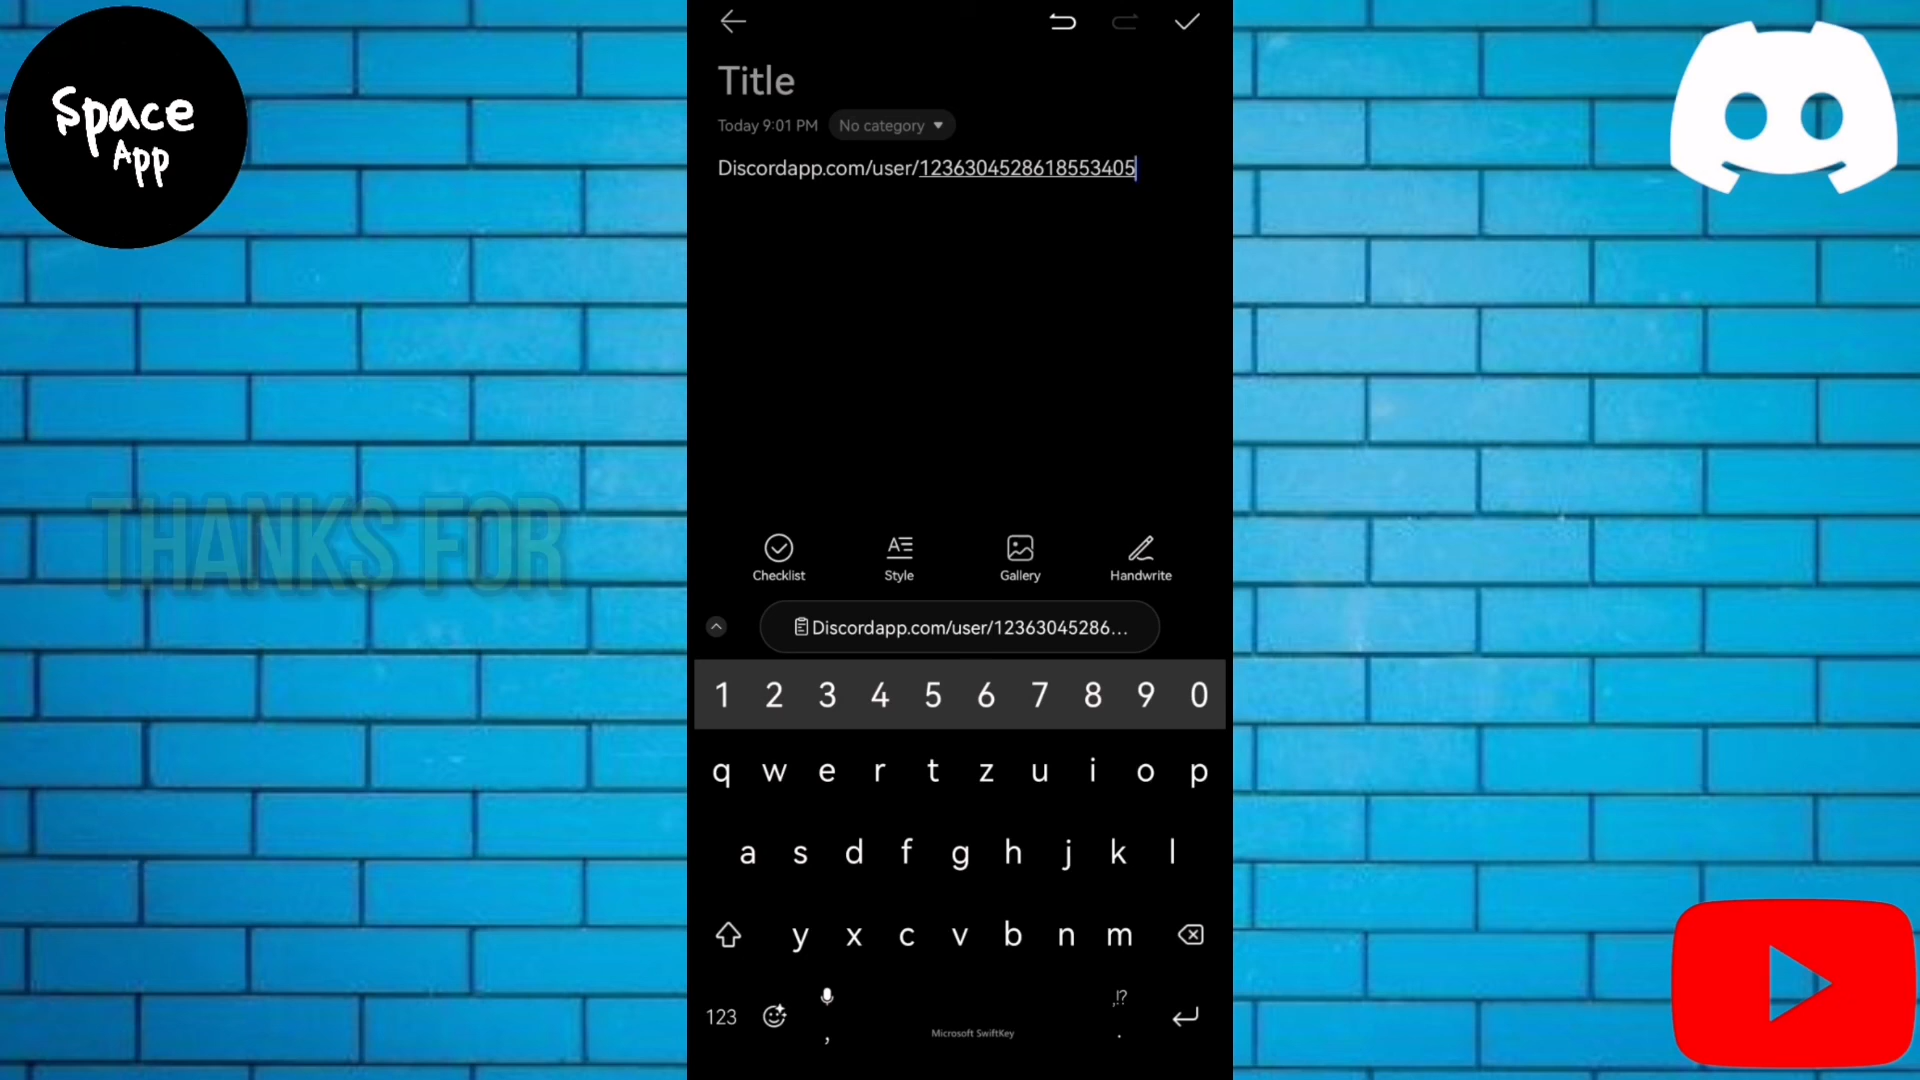 Space
App
Title
Today 9:01 PM No category
Discordapp.com/user/1236304528618553405
THANKS FOR
Checklist Style Gallery Handwrite
Discordapp.com/user/12363045286...
1 2 3 4 5 6 7 8 9 0
q w e r t z u i o p
a s d f g h j k l
y x c v b n m
,!?
123 , Microsoft SwiftKey .